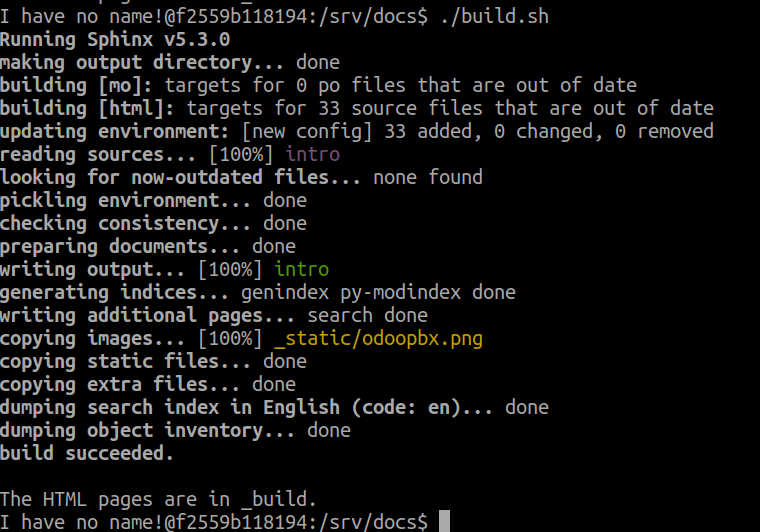 I have no name!@f2559b118194:/srv/docs$ ./build.sh
Running Sphinx v5.3.0
making output directory... done
building [mo]: targets for 0 po files that are out of date
building [html]: targets for 33 source files that are out of date
updating environment: [new config] 33 added, 0 changed, 0 removed
reading sources... [100%] intro
looking for now-outdated files... none found
pickling environment... done
checking consistency... done
preparing documents... done
writing output... [100%] intro
generating indices... genindex py-modindex done
writing additional pages... search done
copying images... [100%] _static/odoopbx.png
copying static files... done
copying extra files... done
dumping search index in English (code: en)... done
dumping object inventory... done
build succeeded.

The HTML pages are in _build.
I have no name!@f2559b118194:/srv/docs$